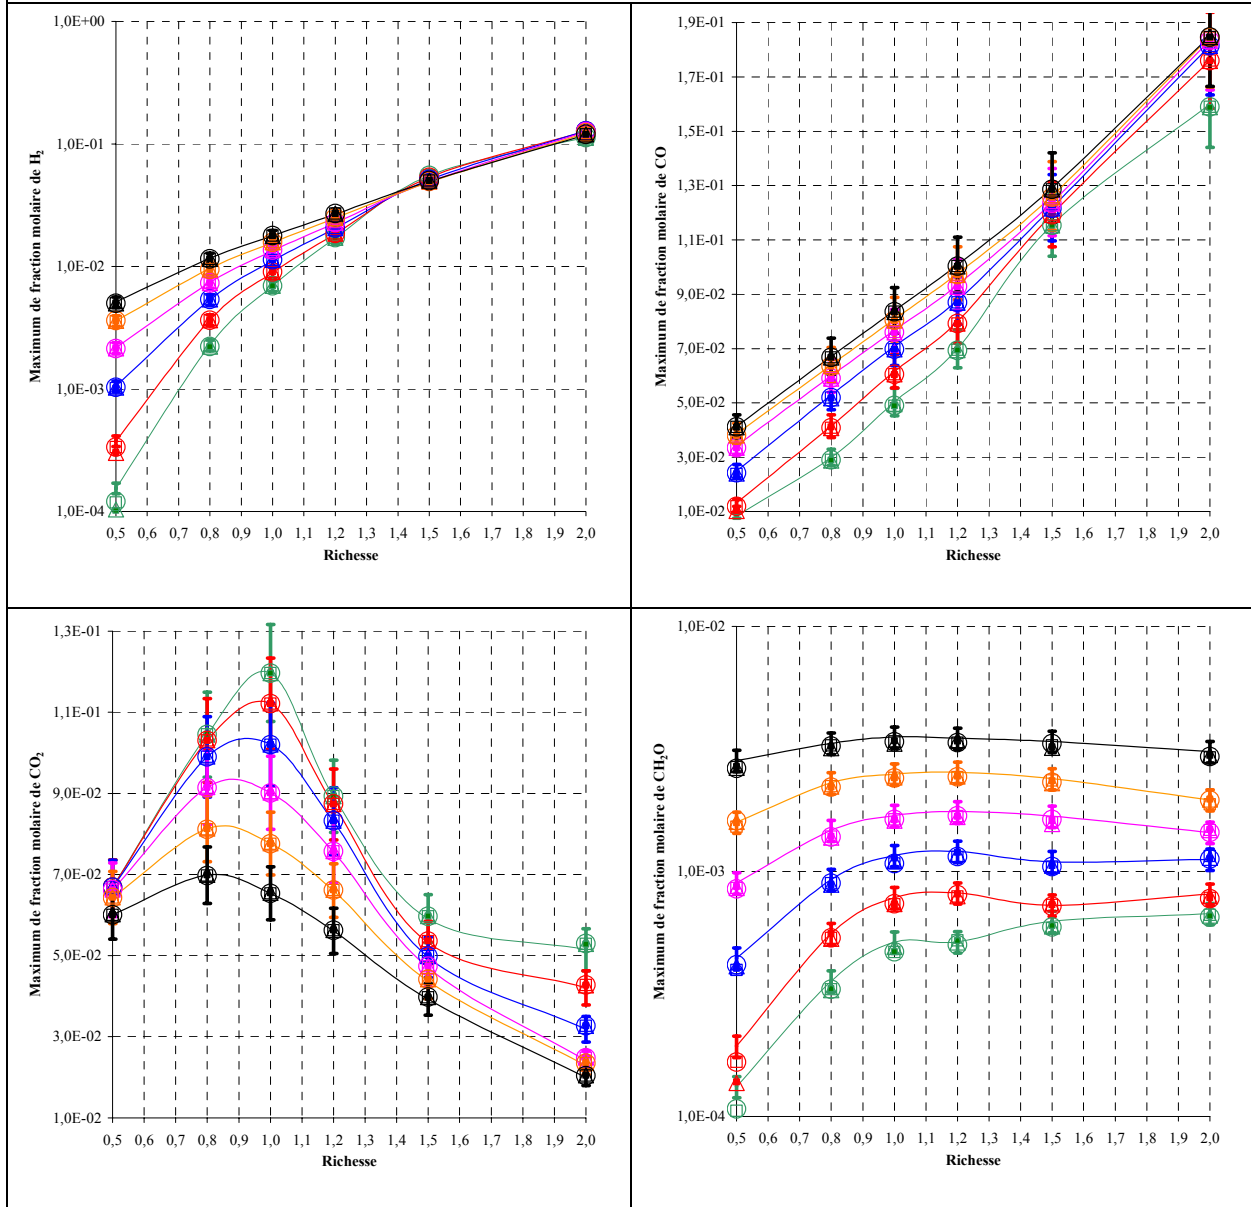 1,0E+00
1,0E-01
1,0E-02
1,0E-03
1,0E-04
Maximum de fraction molaire de H₂
0,5 0,6 0,7 0,8 0,9 1,0 1,1 1,2 1,3 1,4 1,5 1,6 1,7 1,8 1,9 2,0
Richesse
1,9E-01
1,7E-01
1,5E-01
1,3E-01
1,1E-01
9,0E-02
7,0E-02
5,0E-02
3,0E-02
1,0E-02
Maximum de fraction molaire de CO
0,5 0,6 0,7 0,8 0,9 1,0 1,1 1,2 1,3 1,4 1,5 1,6 1,7 1,8 1,9 2,0
Richesse
1,3E-01
1,1E-01
9,0E-02
7,0E-02
5,0E-02
3,0E-02
1,0E-02
Maximum de fraction molaire de CO₂
0,5 0,6 0,7 0,8 0,9 1,0 1,1 1,2 1,3 1,4 1,5 1,6 1,7 1,8 1,9 2,0
Richesse
1,0E-02
1,0E-03
1,0E-04
Maximum de fraction molaire de CH₂O
0,5 0,6 0,7 0,8 0,9 1,0 1,1 1,2 1,3 1,4 1,5 1,6 1,7 1,8 1,9 2,0
Richesse